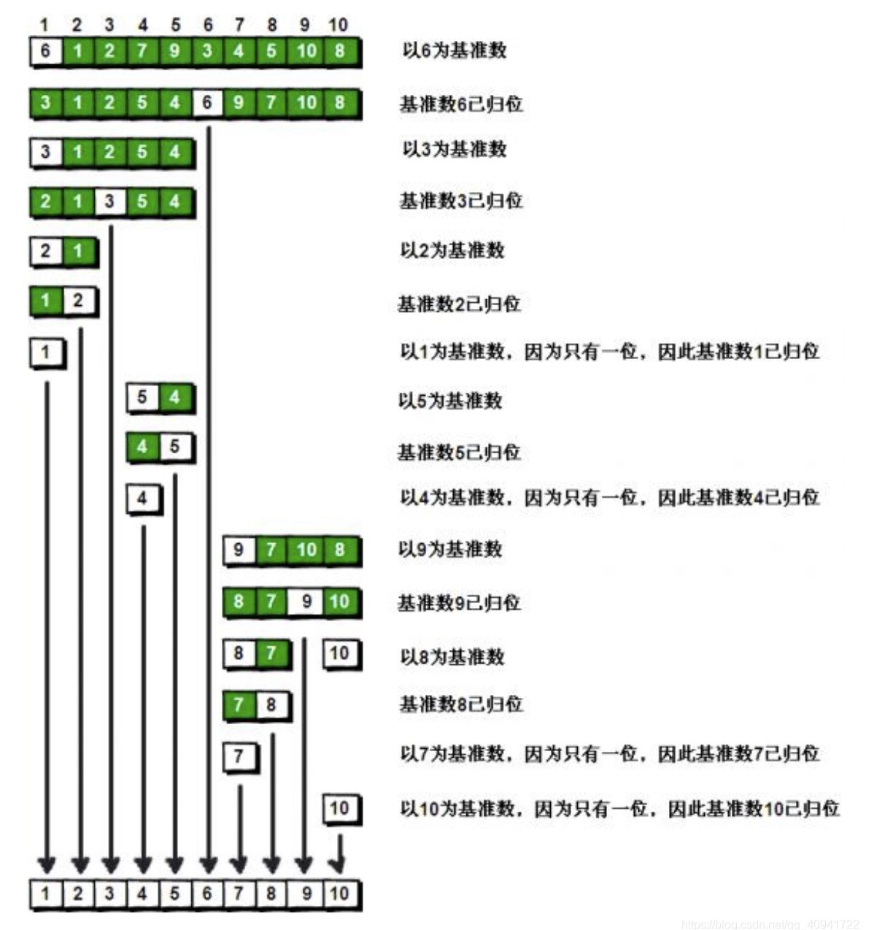 1 2 3 4 5 6 7 8 9 10
6 1 2 7 9 3 4 5 10 8 以6为基准数
3 1 2 5 4 6 9 7 10 8 基准数6已归位
3 1 2 5 4 以3为基准数
2 1 3 5 4 基准数3已归位
2 1 以2为基准数
1 2 基准数2已归位
1 以1为基准数，因为只有一位，因此基准数1已归位
5 4 以5为基准数
4 5 基准数5已归位
4 以4为基准数，因为只有一位，因此基准数4已归位
9 7 10 8 以9为基准数
8 7 9 10 基准数9已归位
8 7 10 以8为基准数
7 8 基准数8已归位
7 以7为基准数，因为只有一位，因此基准数7已归位
10 以10为基准数，因为只有一位，因此基准数10已归位
1 2 3 4 5 6 7 8 9 10
https://blog.csdn.net/qq_40941722